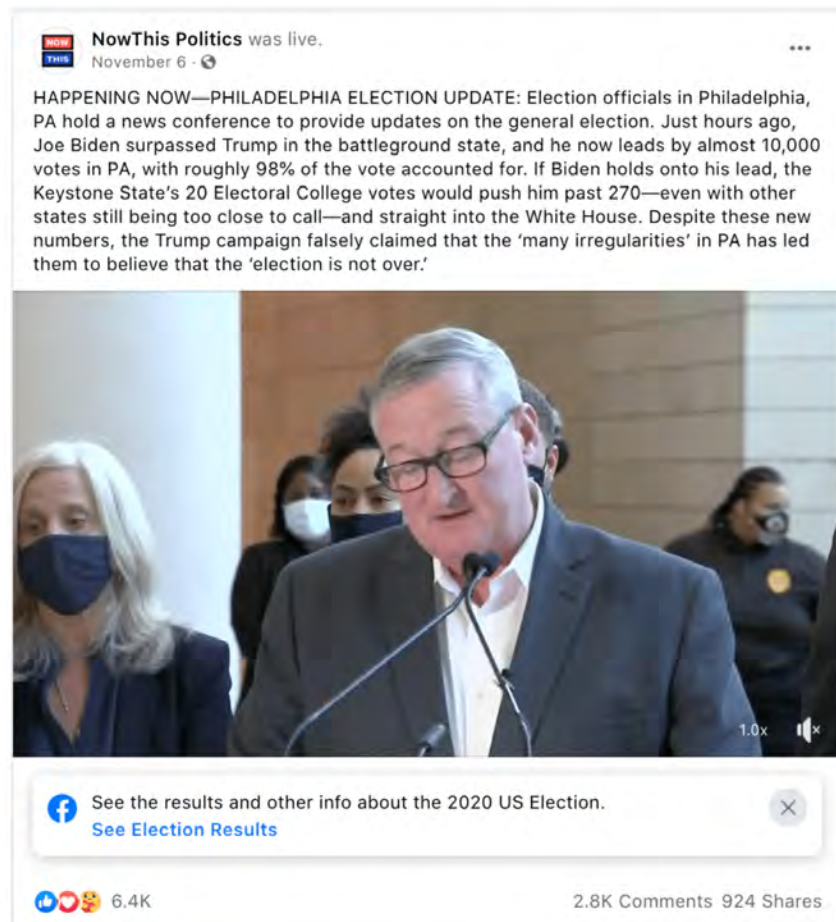 NOW
THIS
NowThis Politics was live.
November 6 ·
HAPPENING NOW—PHILADELPHIA ELECTION UPDATE: Election officials in Philadelphia,
PA hold a news conference to provide updates on the general election. Just hours ago,
Joe Biden surpassed Trump in the battleground state, and he now leads by almost 10,000
votes in PA, with roughly 98% of the vote accounted for. If Biden holds onto his lead, the
Keystone State's 20 Electoral College votes would push him past 270—even with other
states still being too close to call—and straight into the White House. Despite these new
numbers, the Trump campaign falsely claimed that the 'many irregularities' in PA has led
them to believe that the 'election is not over.'
1.0x
See the results and other info about the 2020 US Election.
See Election Results
6.4K
2.8K Comments 924 Shares